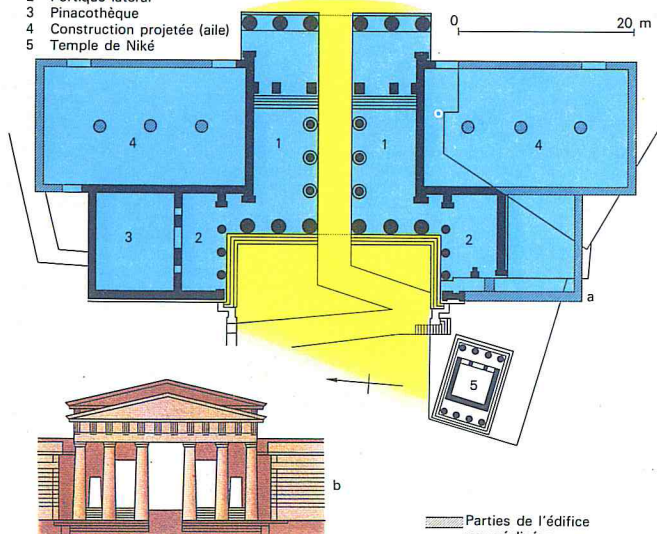 2 Portique latéral
3 Pinacothèque
4 Construction projetée (aile)
5 Temple de Niké
0 20 m
4
1
1
4
3
2
2
a
5
b
Parties de l'édifice